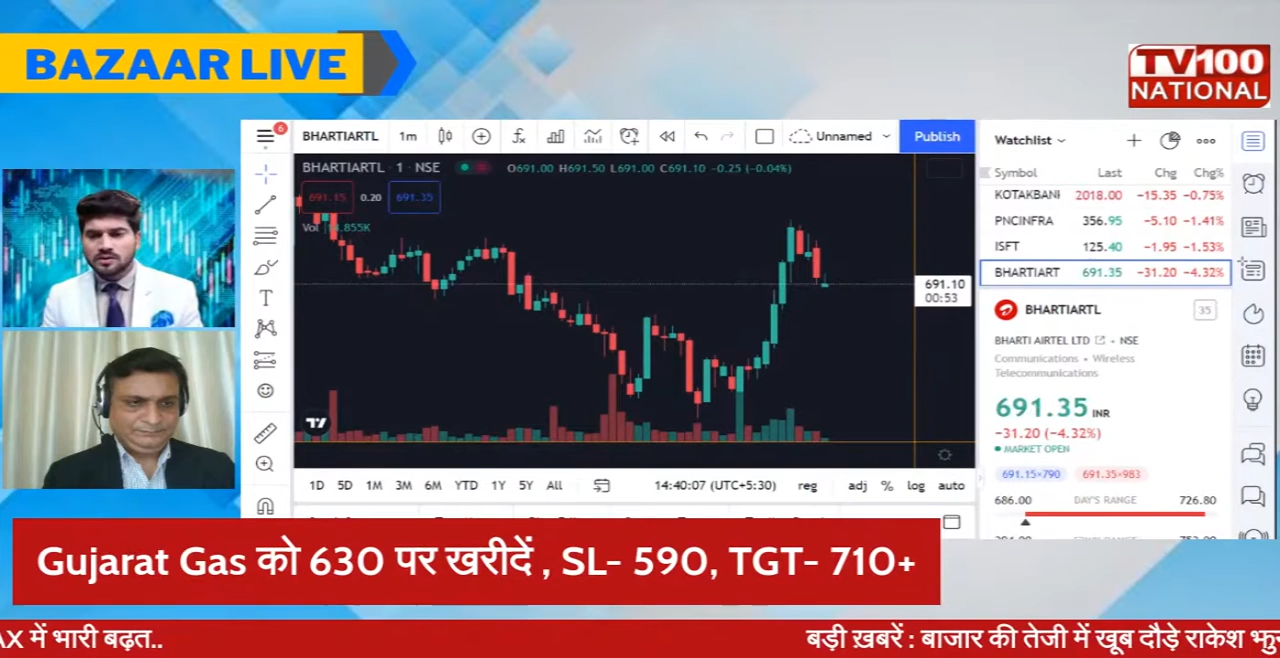 BAZAAR LIVE
TV100
NATIONAL
6
BHARTIARTL 1m Unnamed Publish
BHARTIARTL · 1 · NSE O691.00 H691.50 L691.00 C691.10 -0.25 (-0.04%)
691.15 0.20 691.35
Vol
691.10
00:53
1D 5D 1M 3M 6M YTD 1Y 5Y All 14:40:07 (UTC+5:30) reg adj % log auto
Watchlist
Symbol Last Chg Chg%
KOTAKBANK 2018.00 -15.35 -0.75%
PNCINFRA 356.95 -5.10 -1.41%
ISFT 125.40 -1.95 -1.53%
BHARTIART 691.35 -31.20 -4.32%
BHARTIARTL 35
BHARTI AIRTEL LTD • NSE
Communications • Wireless
Telecommunications
691.35 INR
-31.20 (-4.32%)
MARKET OPEN
691.15×790 691.35×983
686.00 DAY'S RANGE 726.80
Gujarat Gas को 630 पर खरीदें , SL- 590, TGT- 710+
AX में भारी बढ़त.. बड़ी ख़बरें : बाजार की तेजी में खूब दौड़े राकेश